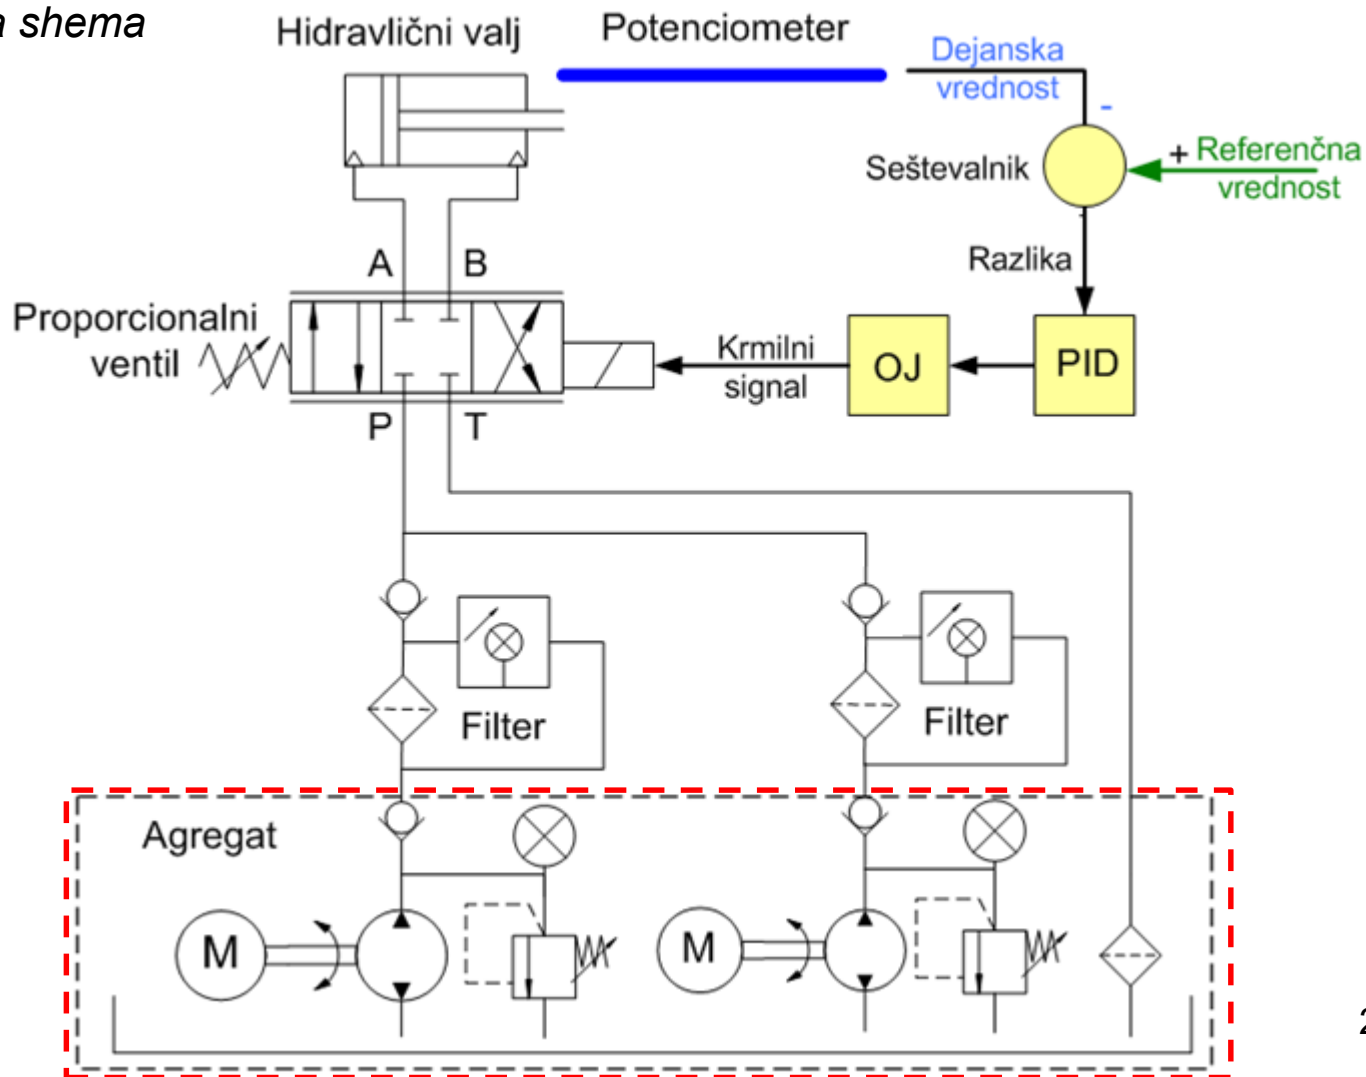 a shema
Hidravlični valj
Potenciometer
Dejanska
vrednost
-
Seštevalnik
+ Referenčna
vrednost
Razlika
A B
Proporcionalni
ventil
Krmilni
signal
OJ
PID
P T
Filter
Filter
Agregat
M
M
2